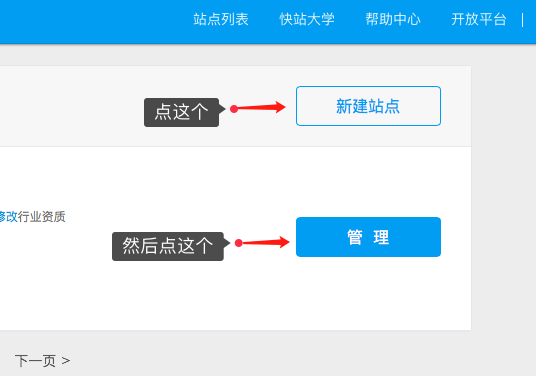 站点列表 快站大学 帮助中心 开放平台 |
点这个 新建站点
修改行业资质
然后点这个 管 理
下一页 >